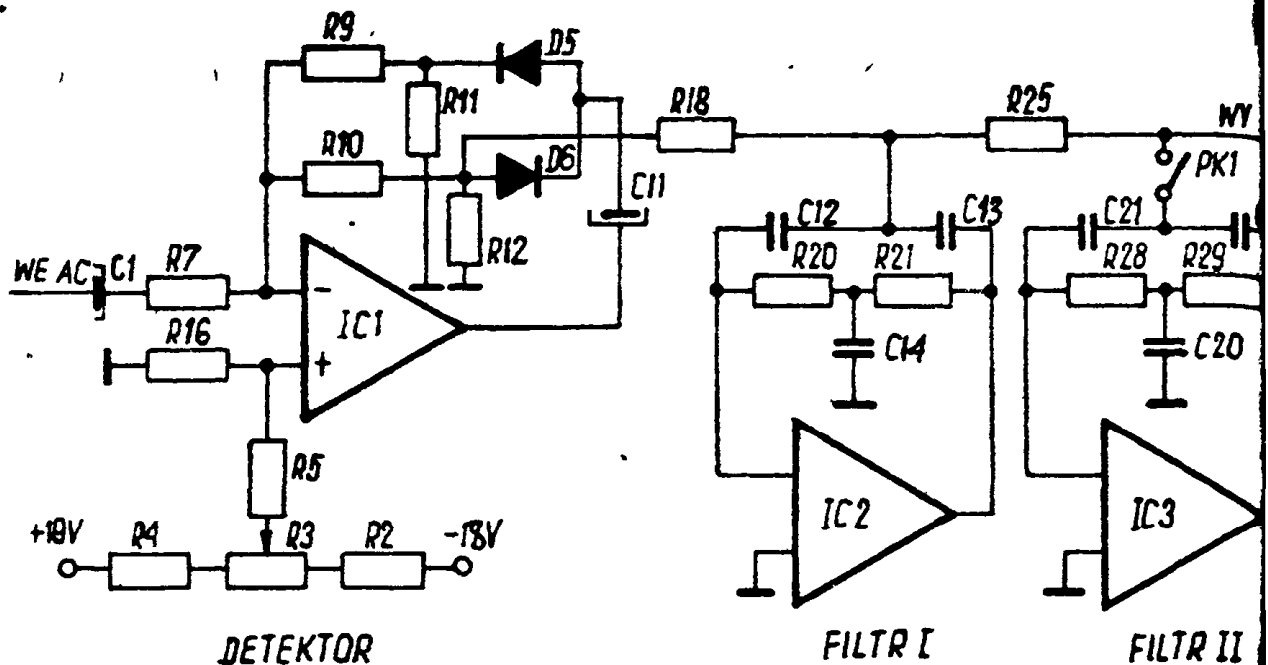 R9
D5
R11
R18
R25
WY
R10
D6
C11
PK1
C12
C13
C21
R12
R20
R21
R28
R29
WE AC
C1
R7
-
IC1
R16
+
C14
C20
R5
IC2
IC3
+18V
R4
R3
R2
-18V
DETEKTOR
FILTR I
FILTR II